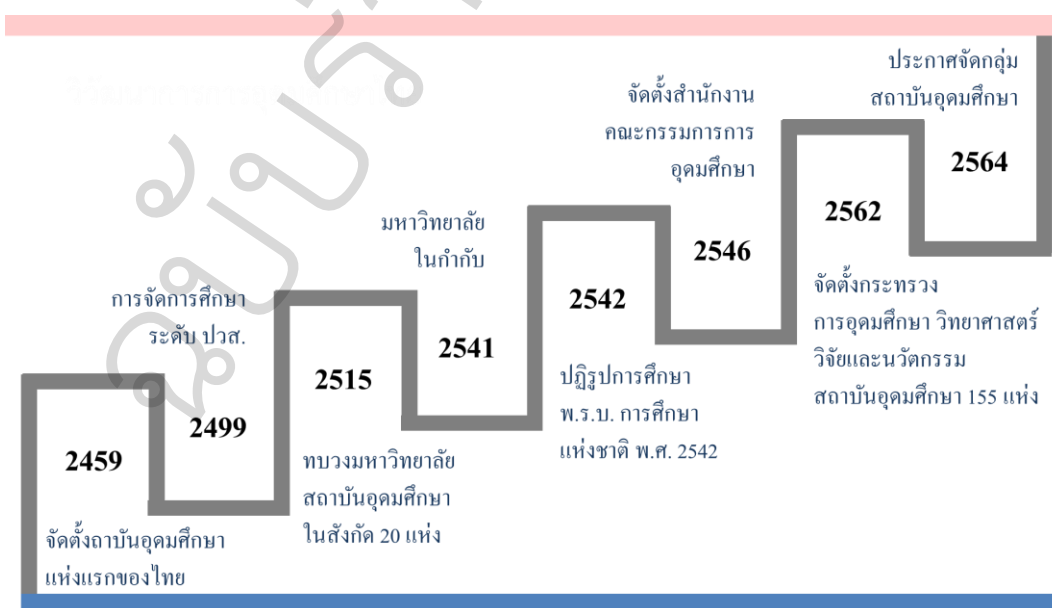 ประกาศจัดกลุ่ม
สถาบันอุดมศึกษา
2564
จัดตั้งสำนักงาน
คณะกรรมการการ
อุดมศึกษา
2546
2562
จัดตั้งกระทรวง
การอุดมศึกษา วิทยาศาสตร์
วิจัยและนวัตกรรม
สถาบันอุดมศึกษา 155 แห่ง
มหาวิทยาลัย
ในกำกับ
2541
2542
ปฏิรูปการศึกษา
พ.ร.บ. การศึกษา
แห่งชาติ พ.ศ. 2542
การจัดการศึกษา
ระดับ ปวส.
2499
2515
ทบวงมหาวิทยาลัย
สถาบันอุดมศึกษา
ในสังกัด 20 แห่ง
2459
จัดตั้งถาบันอุดมศึกษา
แห่งแรกของไทย